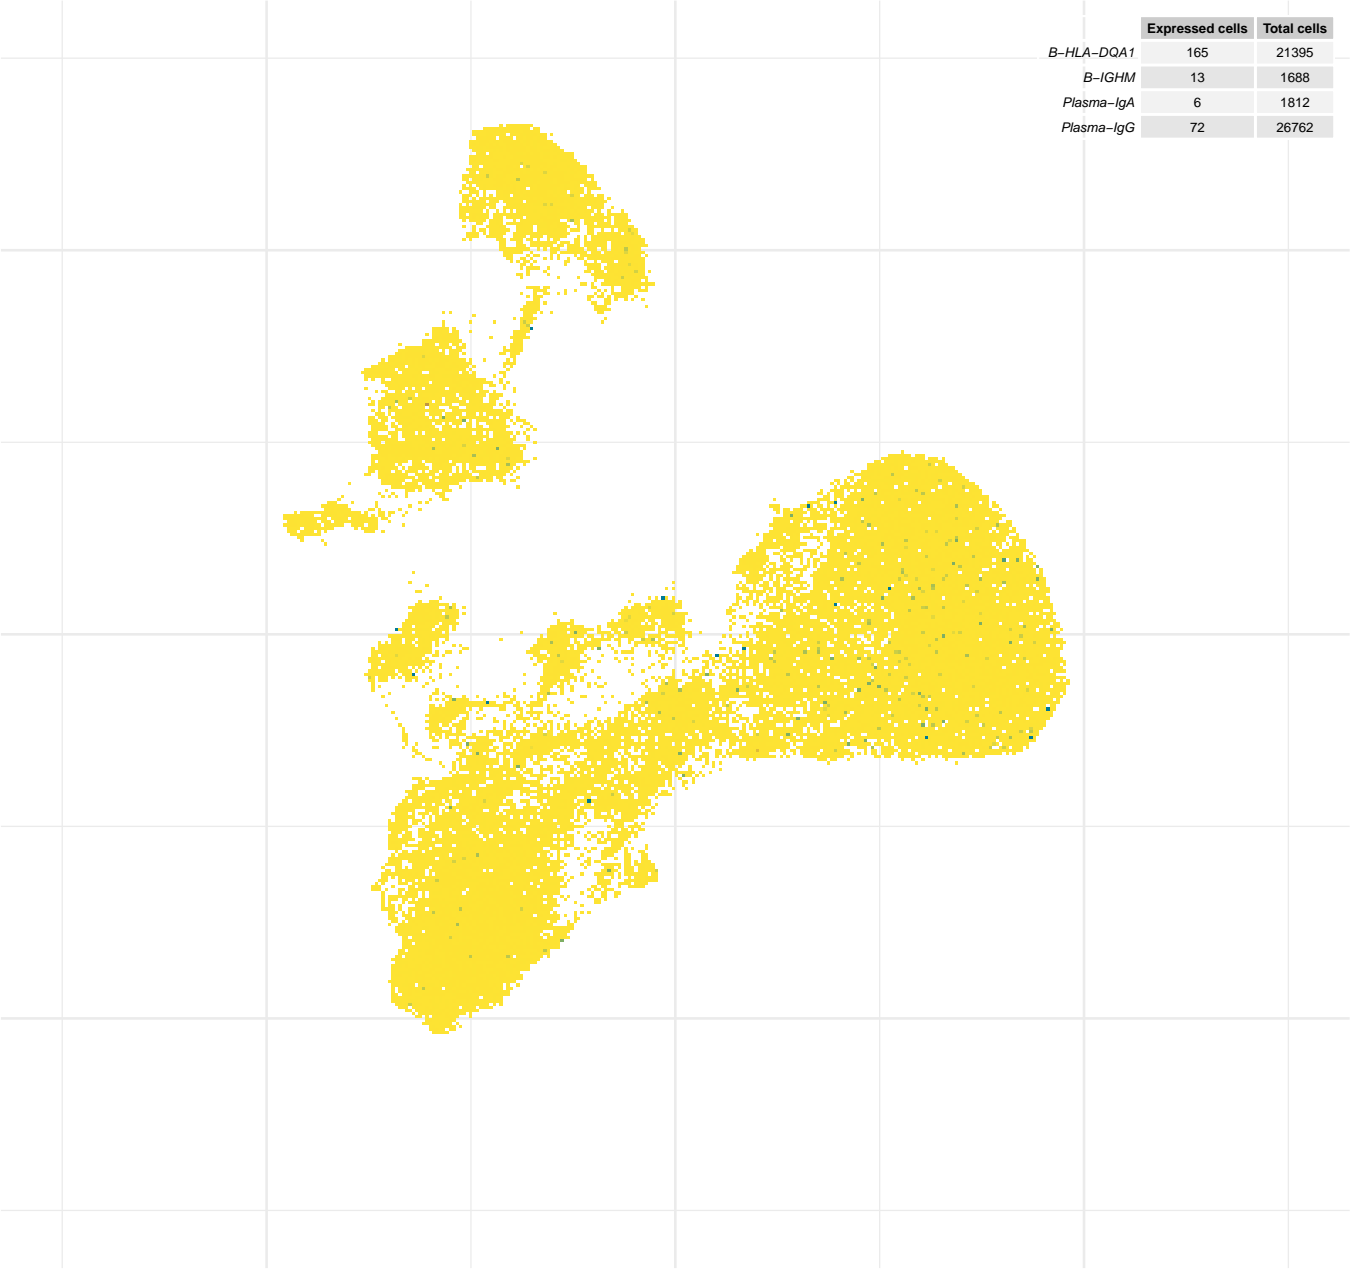 Expressed cells Total cells
B−HLA−DQA1 165 21395
B−IGHM 13 1688
Plasma−IgA 6 1812
Plasma−IgG 72 26762